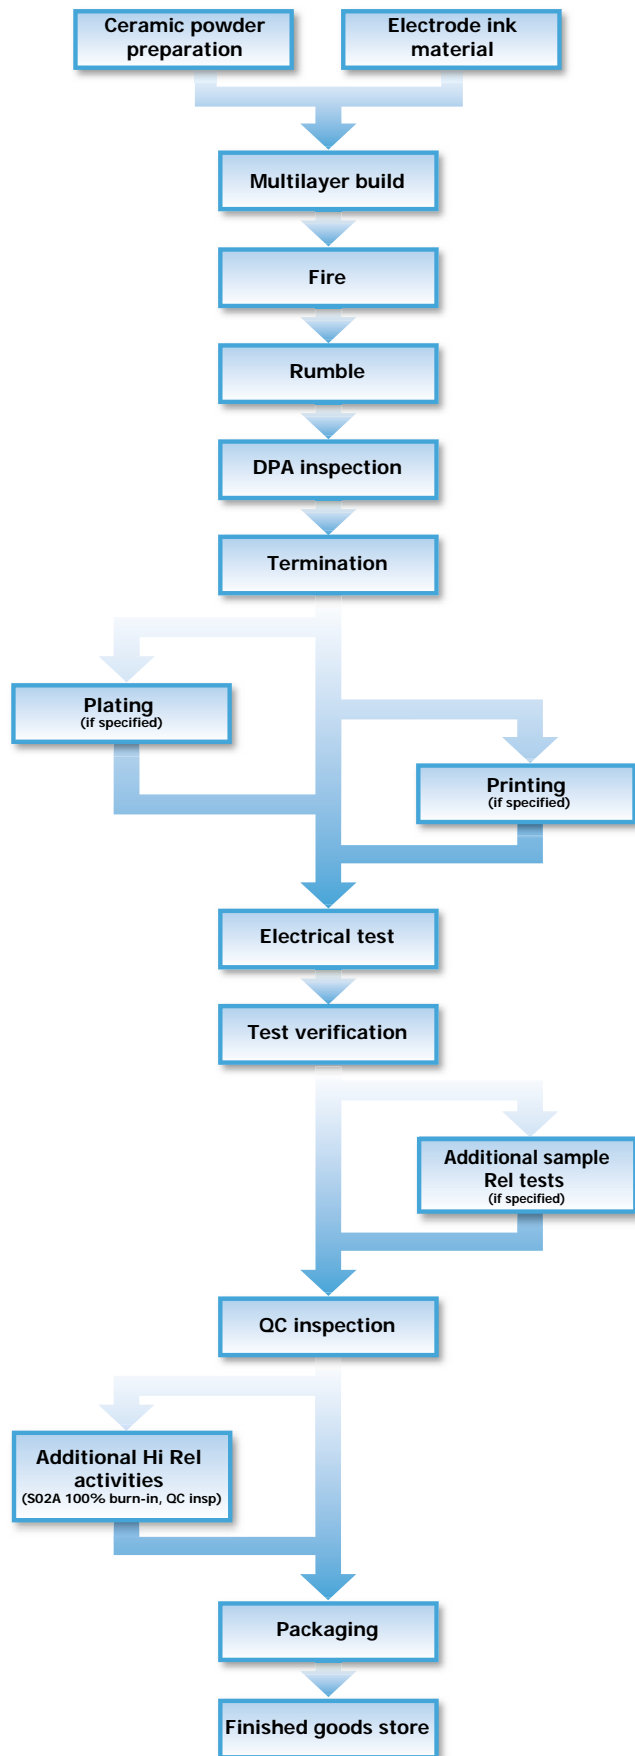 Ceramic powder
preparation
Electrode ink
material
Multilayer build
Fire
Rumble
DPA inspection
Termination
Plating
(if specified)
Printing
(if specified)
Electrical test
Test verification
Additional sample
Rel tests
(if specified)
QC inspection
Additional Hi Rel
activities
(S02A 100% burn-in, QC insp)
Packaging
Finished goods store